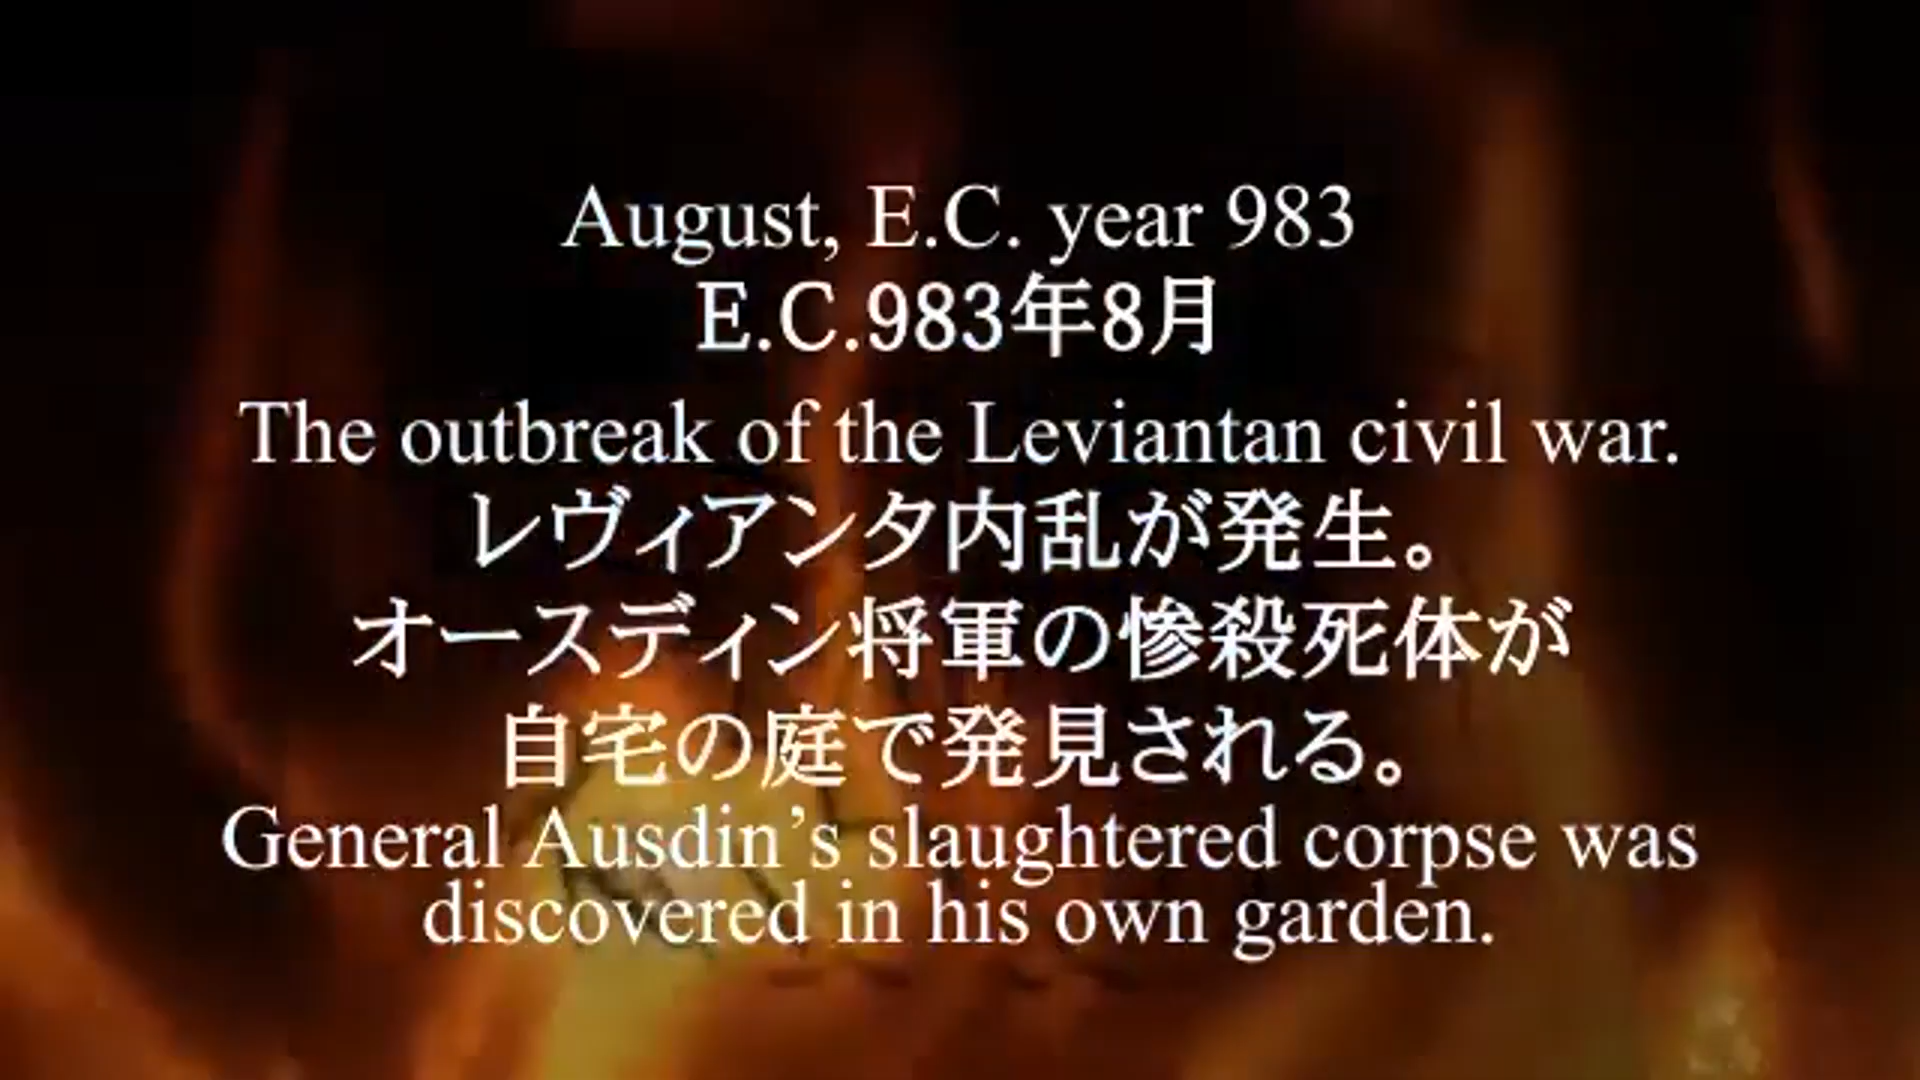 August, E.C. year 983
E.C.983年8月
The outbreak of the Leviantan civil war.
レヴィアンタ内乱が発生。
オースディン将軍の惨殺死体が
自宅の庭で発見される。
General Ausdin’s slaughtered corpse was
discovered in his own garden.